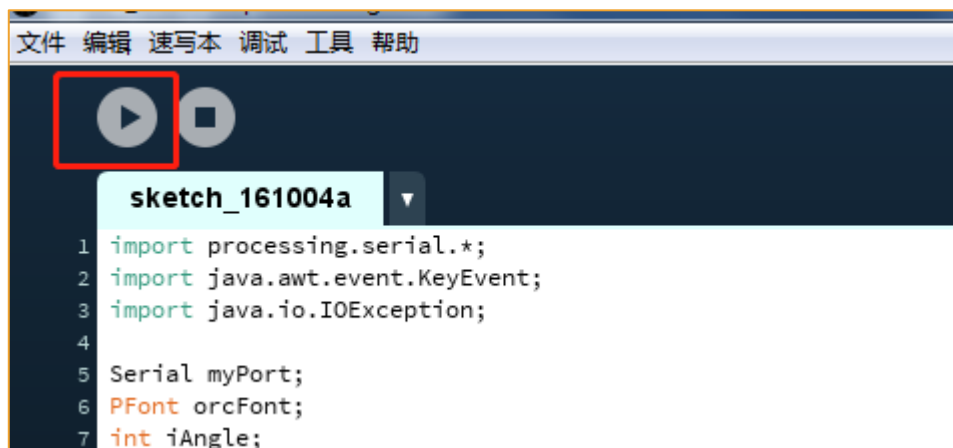 文件 编辑 速写本 调试 工具 帮助
sketch_161004a
1 import processing.serial.*;
2 import java.awt.event.KeyEvent;
3 import java.io.IOException;
4
5 Serial myPort;
6 PFont orcFont;
7 int iAngle;